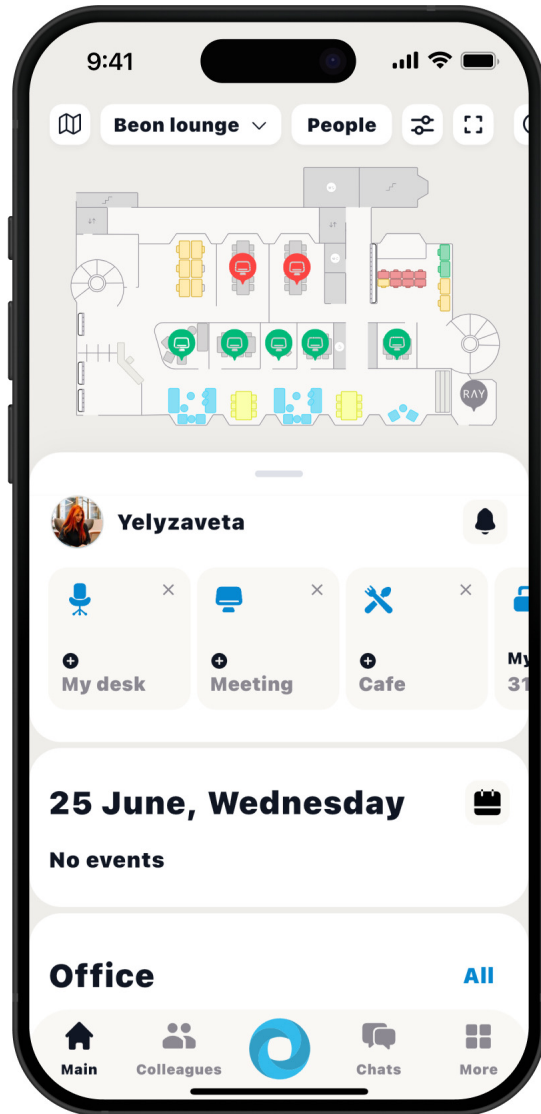 9:41
Beon lounge
People
RAY
Yelyzaveta
My desk
Meeting
Cafe
My
31
25 June, Wednesday
No events
Office
All
Main
Colleagues
Chats
More